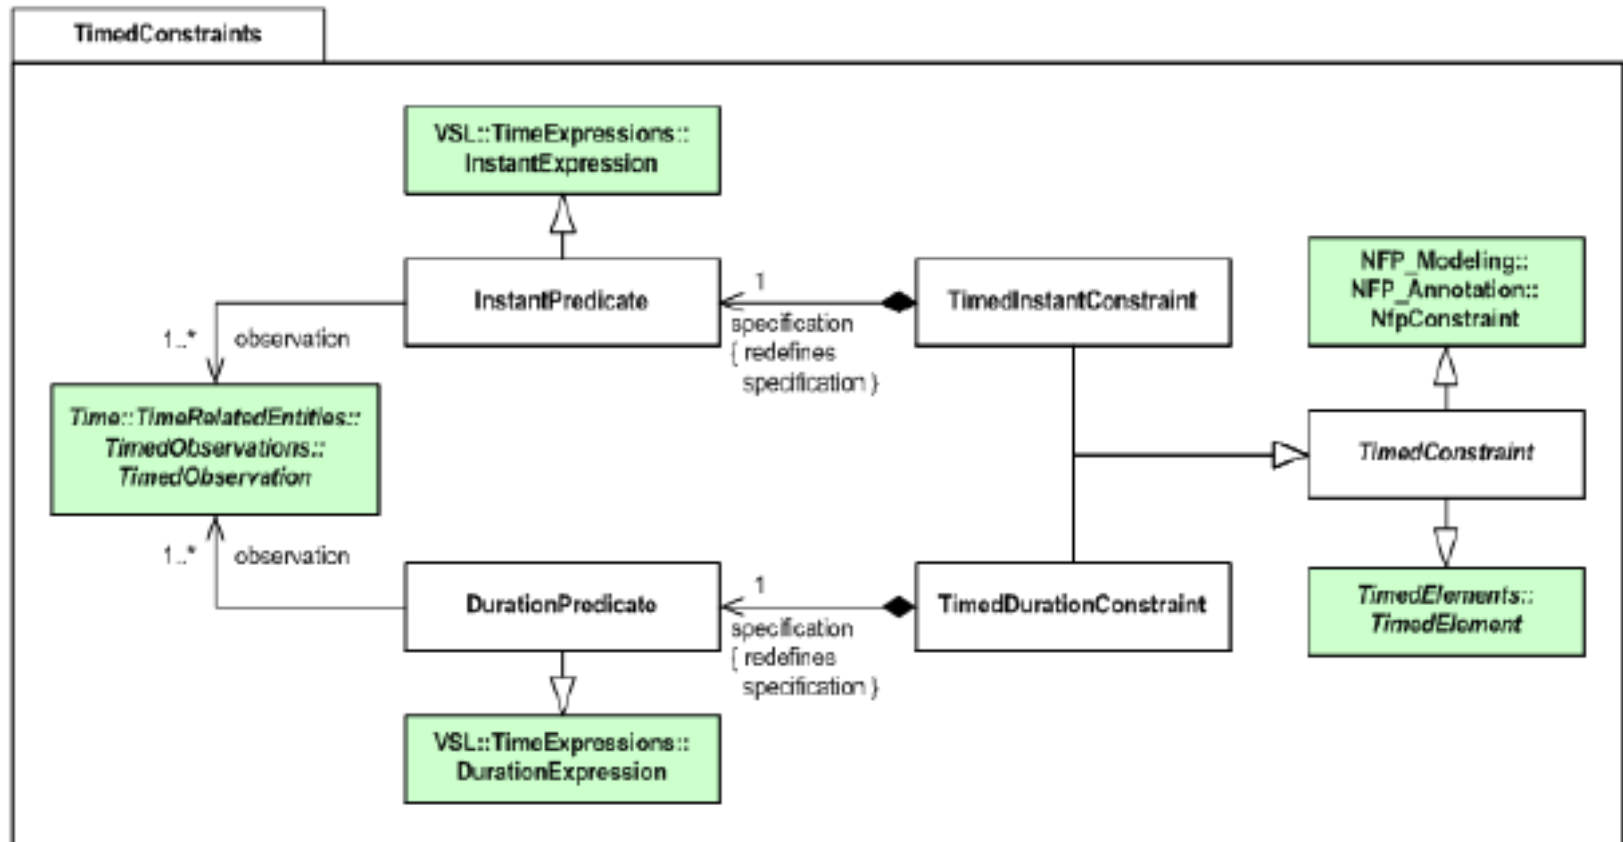 TimedConstraints
VSL::TimeExpressions::
InstantExpression
InstantPredicate
1
specification
{ redefines
specification }
TimedInstantConstraint
NFP_Modeling::
NFP_Annotation::
NfpConstraint
1..*
observation
Time::TimeRelatedEntities::
TimedObservations::
TimedObservation
TimedConstraint
1..*
observation
DurationPredicate
1
specification
{ redefines
specification }
TimedDurationConstraint
TimedElements::
TimedElement
VSL::TimeExpressions::
DurationExpression